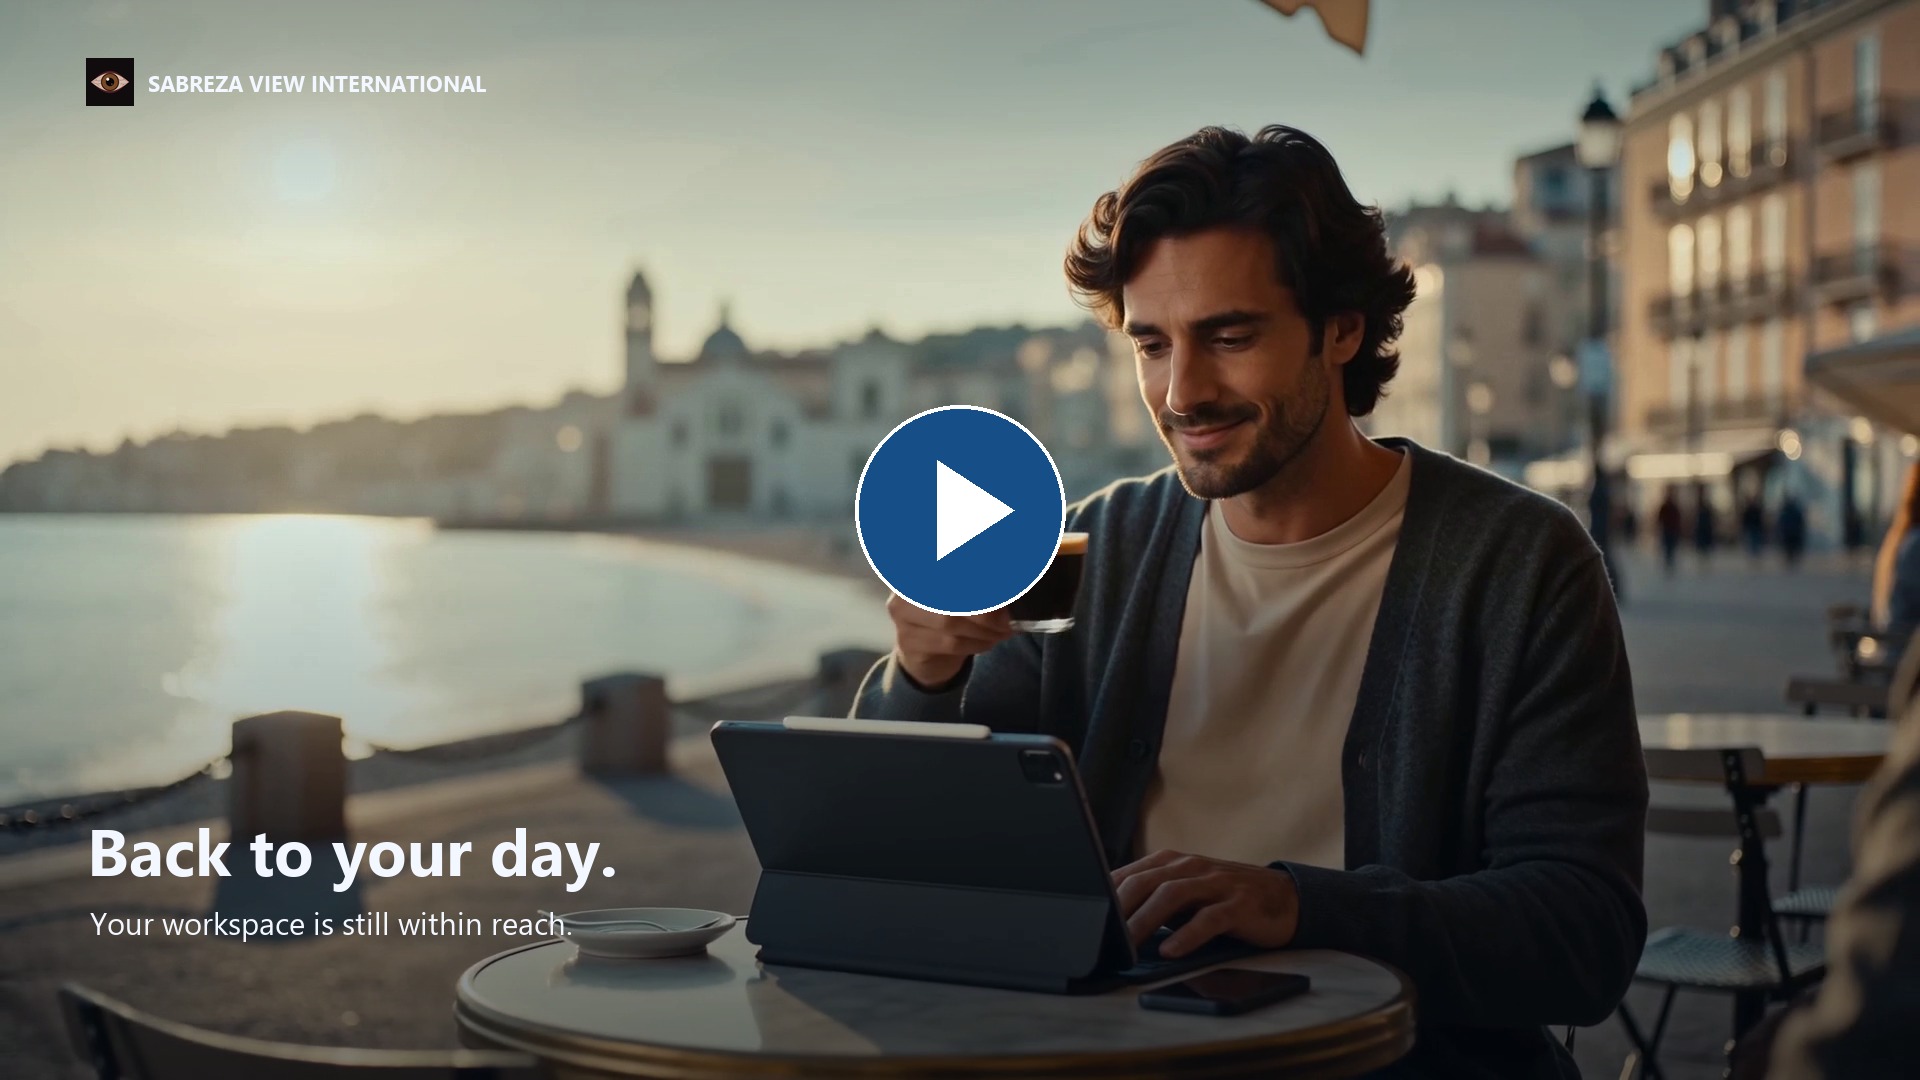 SABREZA VIEW INTERNATIONAL
Back to your day.
Your workspace is still within reach.